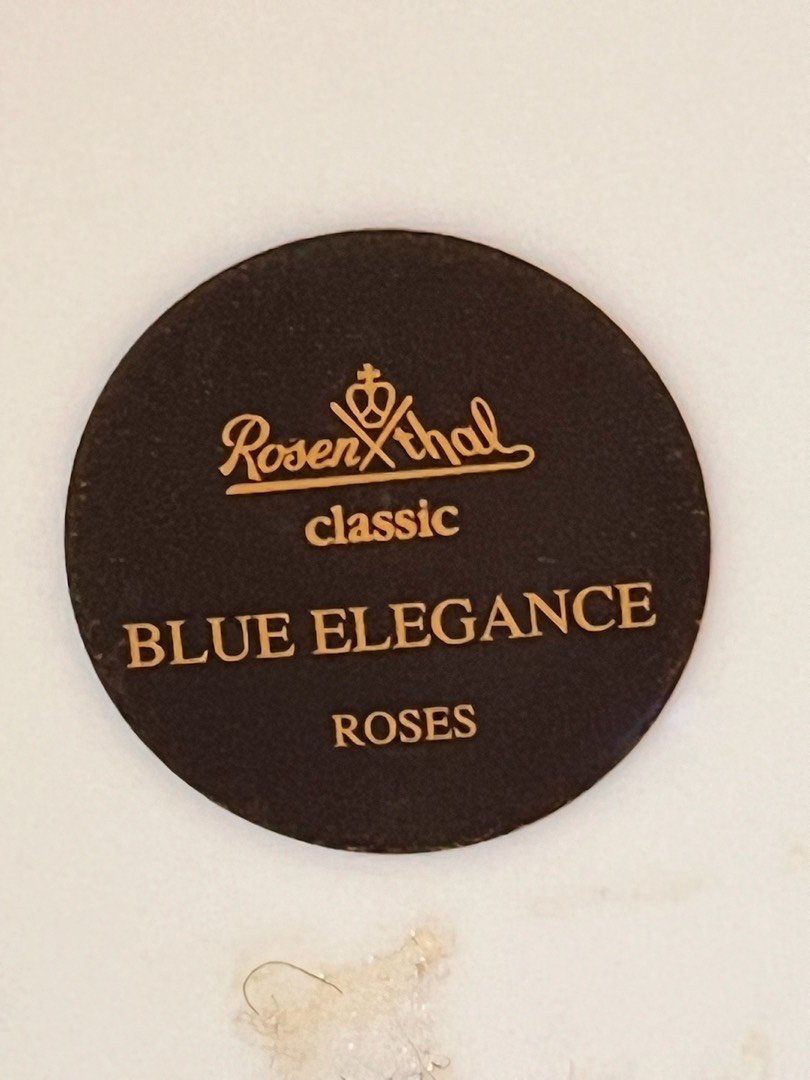 Rosenthal
classic
BLUE ELEGANCE
ROSES